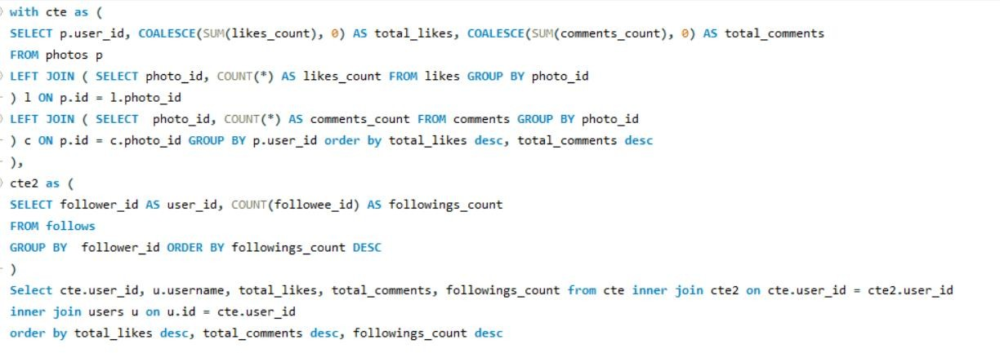 with cte as (
SELECT p.user_id, COALESCE(SUM(likes_count), 0) AS total_likes, COALESCE(SUM(comments_count), 0) AS total_comments
FROM photos p
LEFT JOIN ( SELECT photo_id, COUNT(*) AS likes_count FROM likes GROUP BY photo_id
) l ON p.id = l.photo_id
LEFT JOIN ( SELECT  photo_id, COUNT(*) AS comments_count FROM comments GROUP BY photo_id
) c ON p.id = c.photo_id GROUP BY p.user_id order by total_likes desc, total_comments desc
),
cte2 as (
SELECT follower_id AS user_id, COUNT(followee_id) AS followings_count
FROM follows
GROUP BY  follower_id ORDER BY followings_count DESC
)
Select cte.user_id, u.username, total_likes, total_comments, followings_count from cte inner join cte2 on cte.user_id = cte2.user_id
inner join users u on u.id = cte.user_id
order by total_likes desc, total_comments desc, followings_count desc